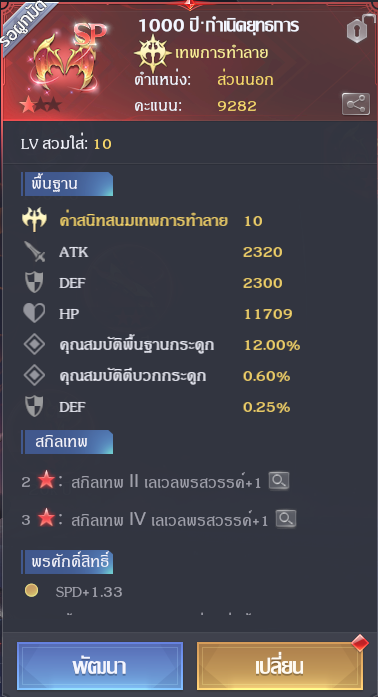 รอผูกมัด
SP
1000 ปี·กำเนิดยุทธการ
เทพการทำลาย
ตำแหน่ง: ส่วนนอก
คะแนน: 9282
LV สวมใส่: 10
พื้นฐาน
ค่าสนิทสนมเทพการทำลาย 10
ATK 2320
DEF 2300
HP 11709
คุณสมบัติพื้นฐานกระดูก 12.00%
คุณสมบัติตีบวกกระดูก 0.60%
DEF 0.25%
สกิลเทพ
2 ★: สกิลเทพ II เลเวลพรสวรรค์+1
3 ★: สกิลเทพ IV เลเวลพรสวรรค์+1
พรศักดิ์สิทธิ์
SPD+1.33
พัฒนา
เปลี่ยน